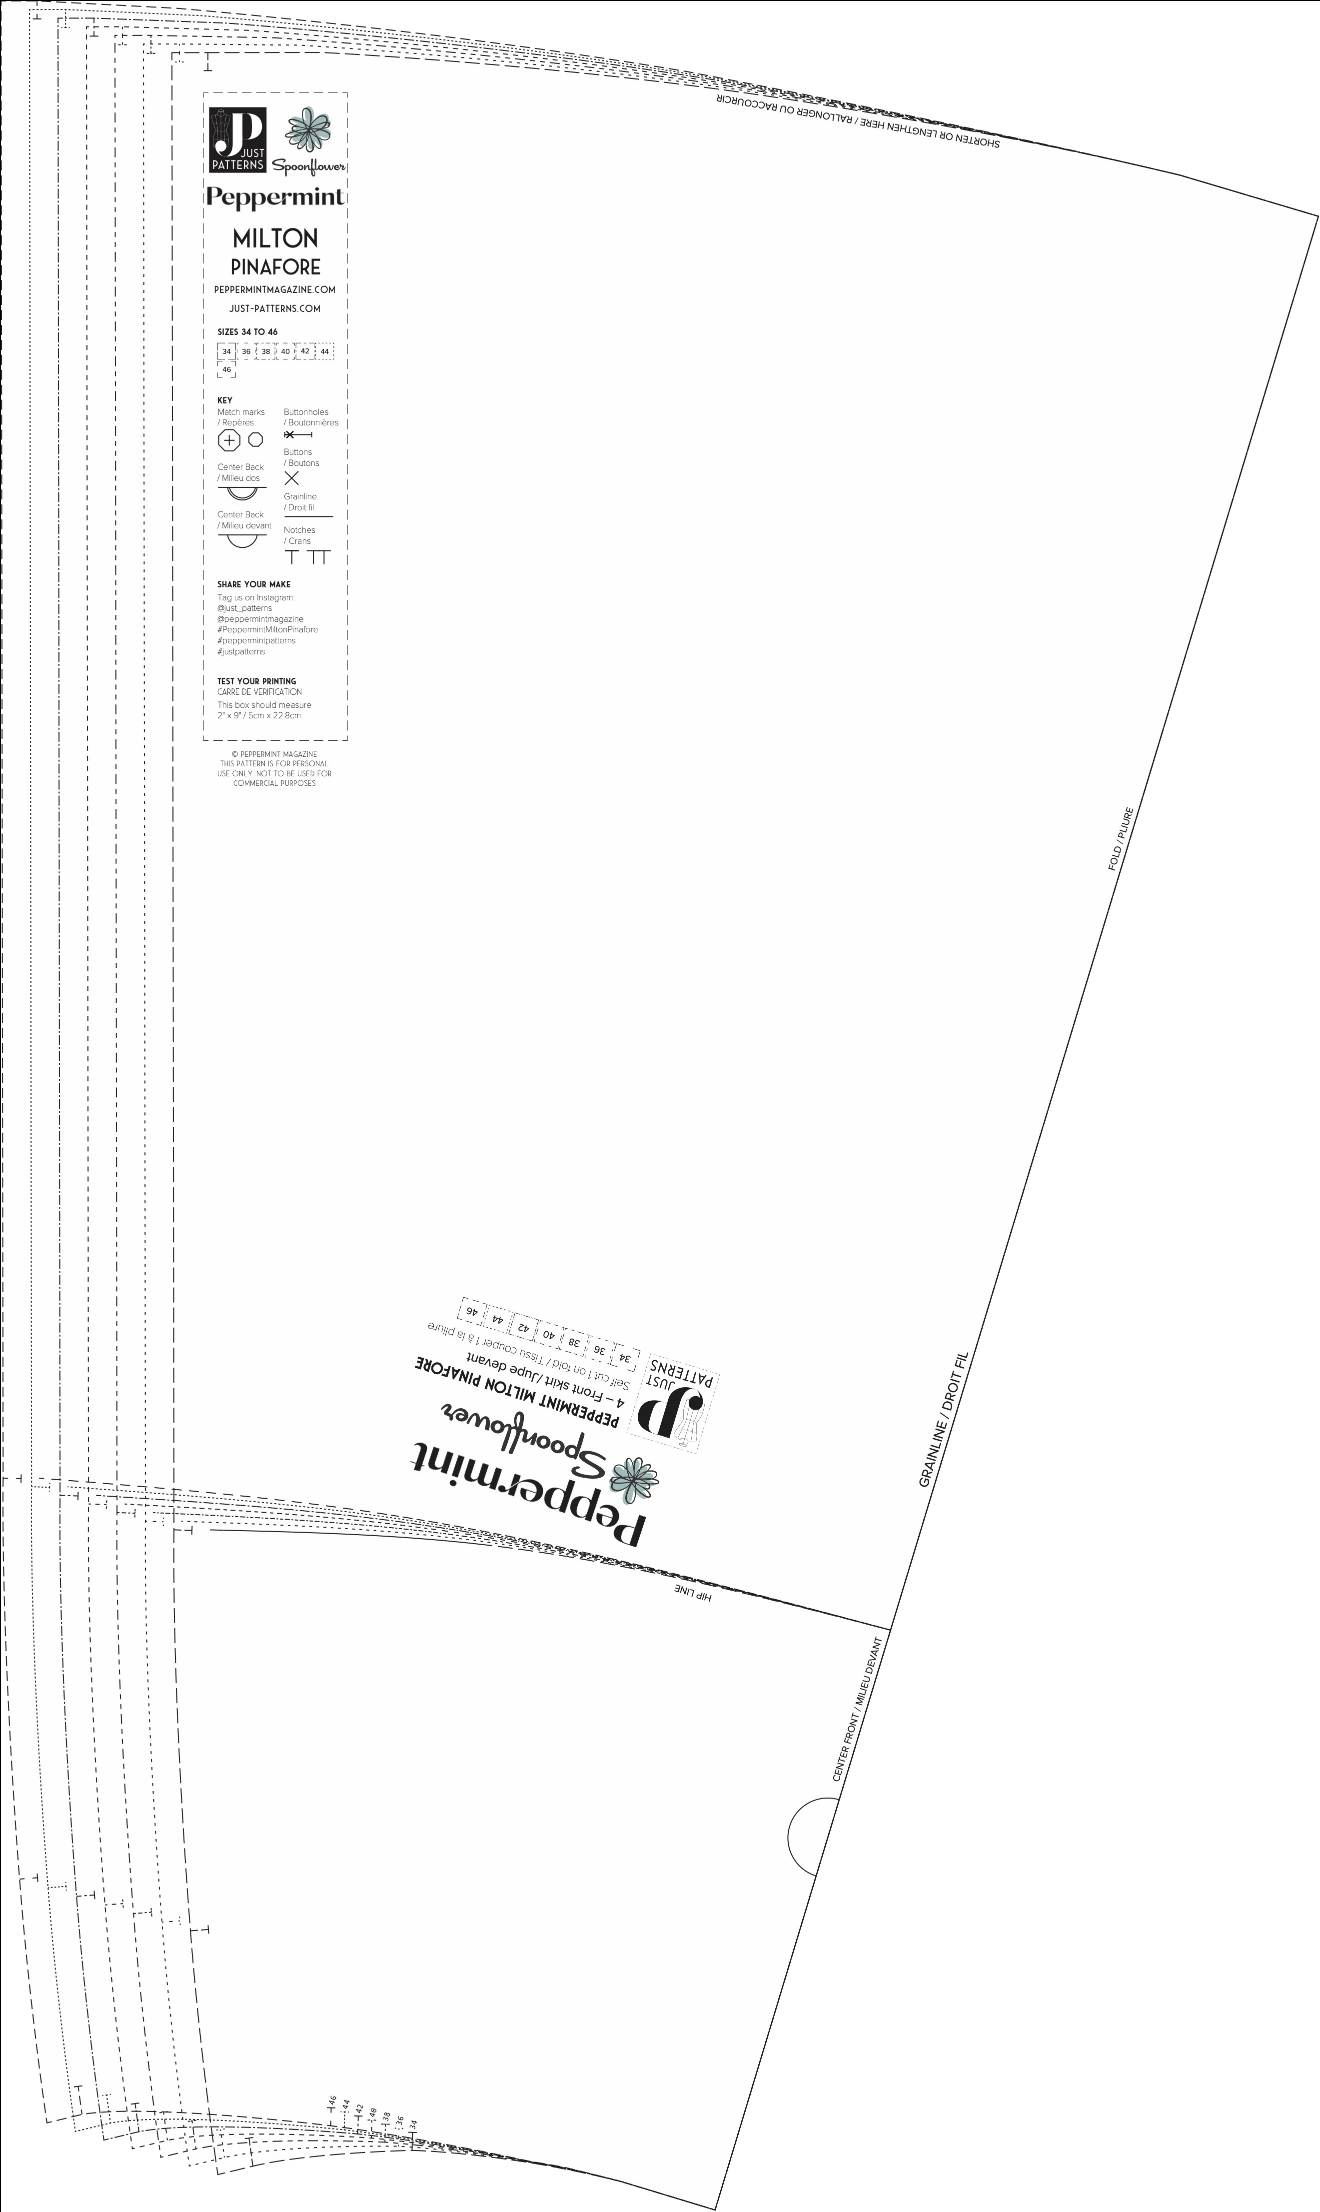 SHORTEN OR LENGTHEN HERE / RALLONGER OU RACCOURCIR
JP
JUST
PATTERNS
Spoonflower
Peppermint
MILTON
PINAFORE
PEPPERMINTMAGAZINE.COM
JUST-PATTERNS.COM
SIZES 34 TO 46
34 36 38 40 42 44
46
KEY
Match marks
/ Repères
Buttonholes
/ Boutonnières
Buttons
/ Boutons
Center Back
/ Milieu dos
Grainline
/ Droit fil
Center Back
/ Milieu devant
Notches
/ Crans
SHARE YOUR MAKE
Tag us on Instagram:
@just_patterns
@peppermintmagazine
#PeppermintMiltonPinafore
#peppermintpatterns
#justpatterns
TEST YOUR PRINTING
CARRE DE VERIFICATION
This box should measure
2" x 9" / 5cm x 22.8cm
© PEPPERMINT MAGAZINE
THIS PATTERN IS FOR PERSONAL
USE ONLY. NOT TO BE USED FOR
COMMERCIAL PURPOSES
FOLD / PLIURE
GRAINLINE / DROIT FIL
Peppermint
Spoonflower
JP
JUST
PATTERNS
PEPPERMINT MILTON PINAFORE
4 – Front skirt / Jupe devant
Self cut 1 on fold / Tissu couper 1 à la pliure
34 36 38 40 42 44 46
HIP LINE
CENTER FRONT / MILIEU DEVANT
46
44
42
48
38
36
34